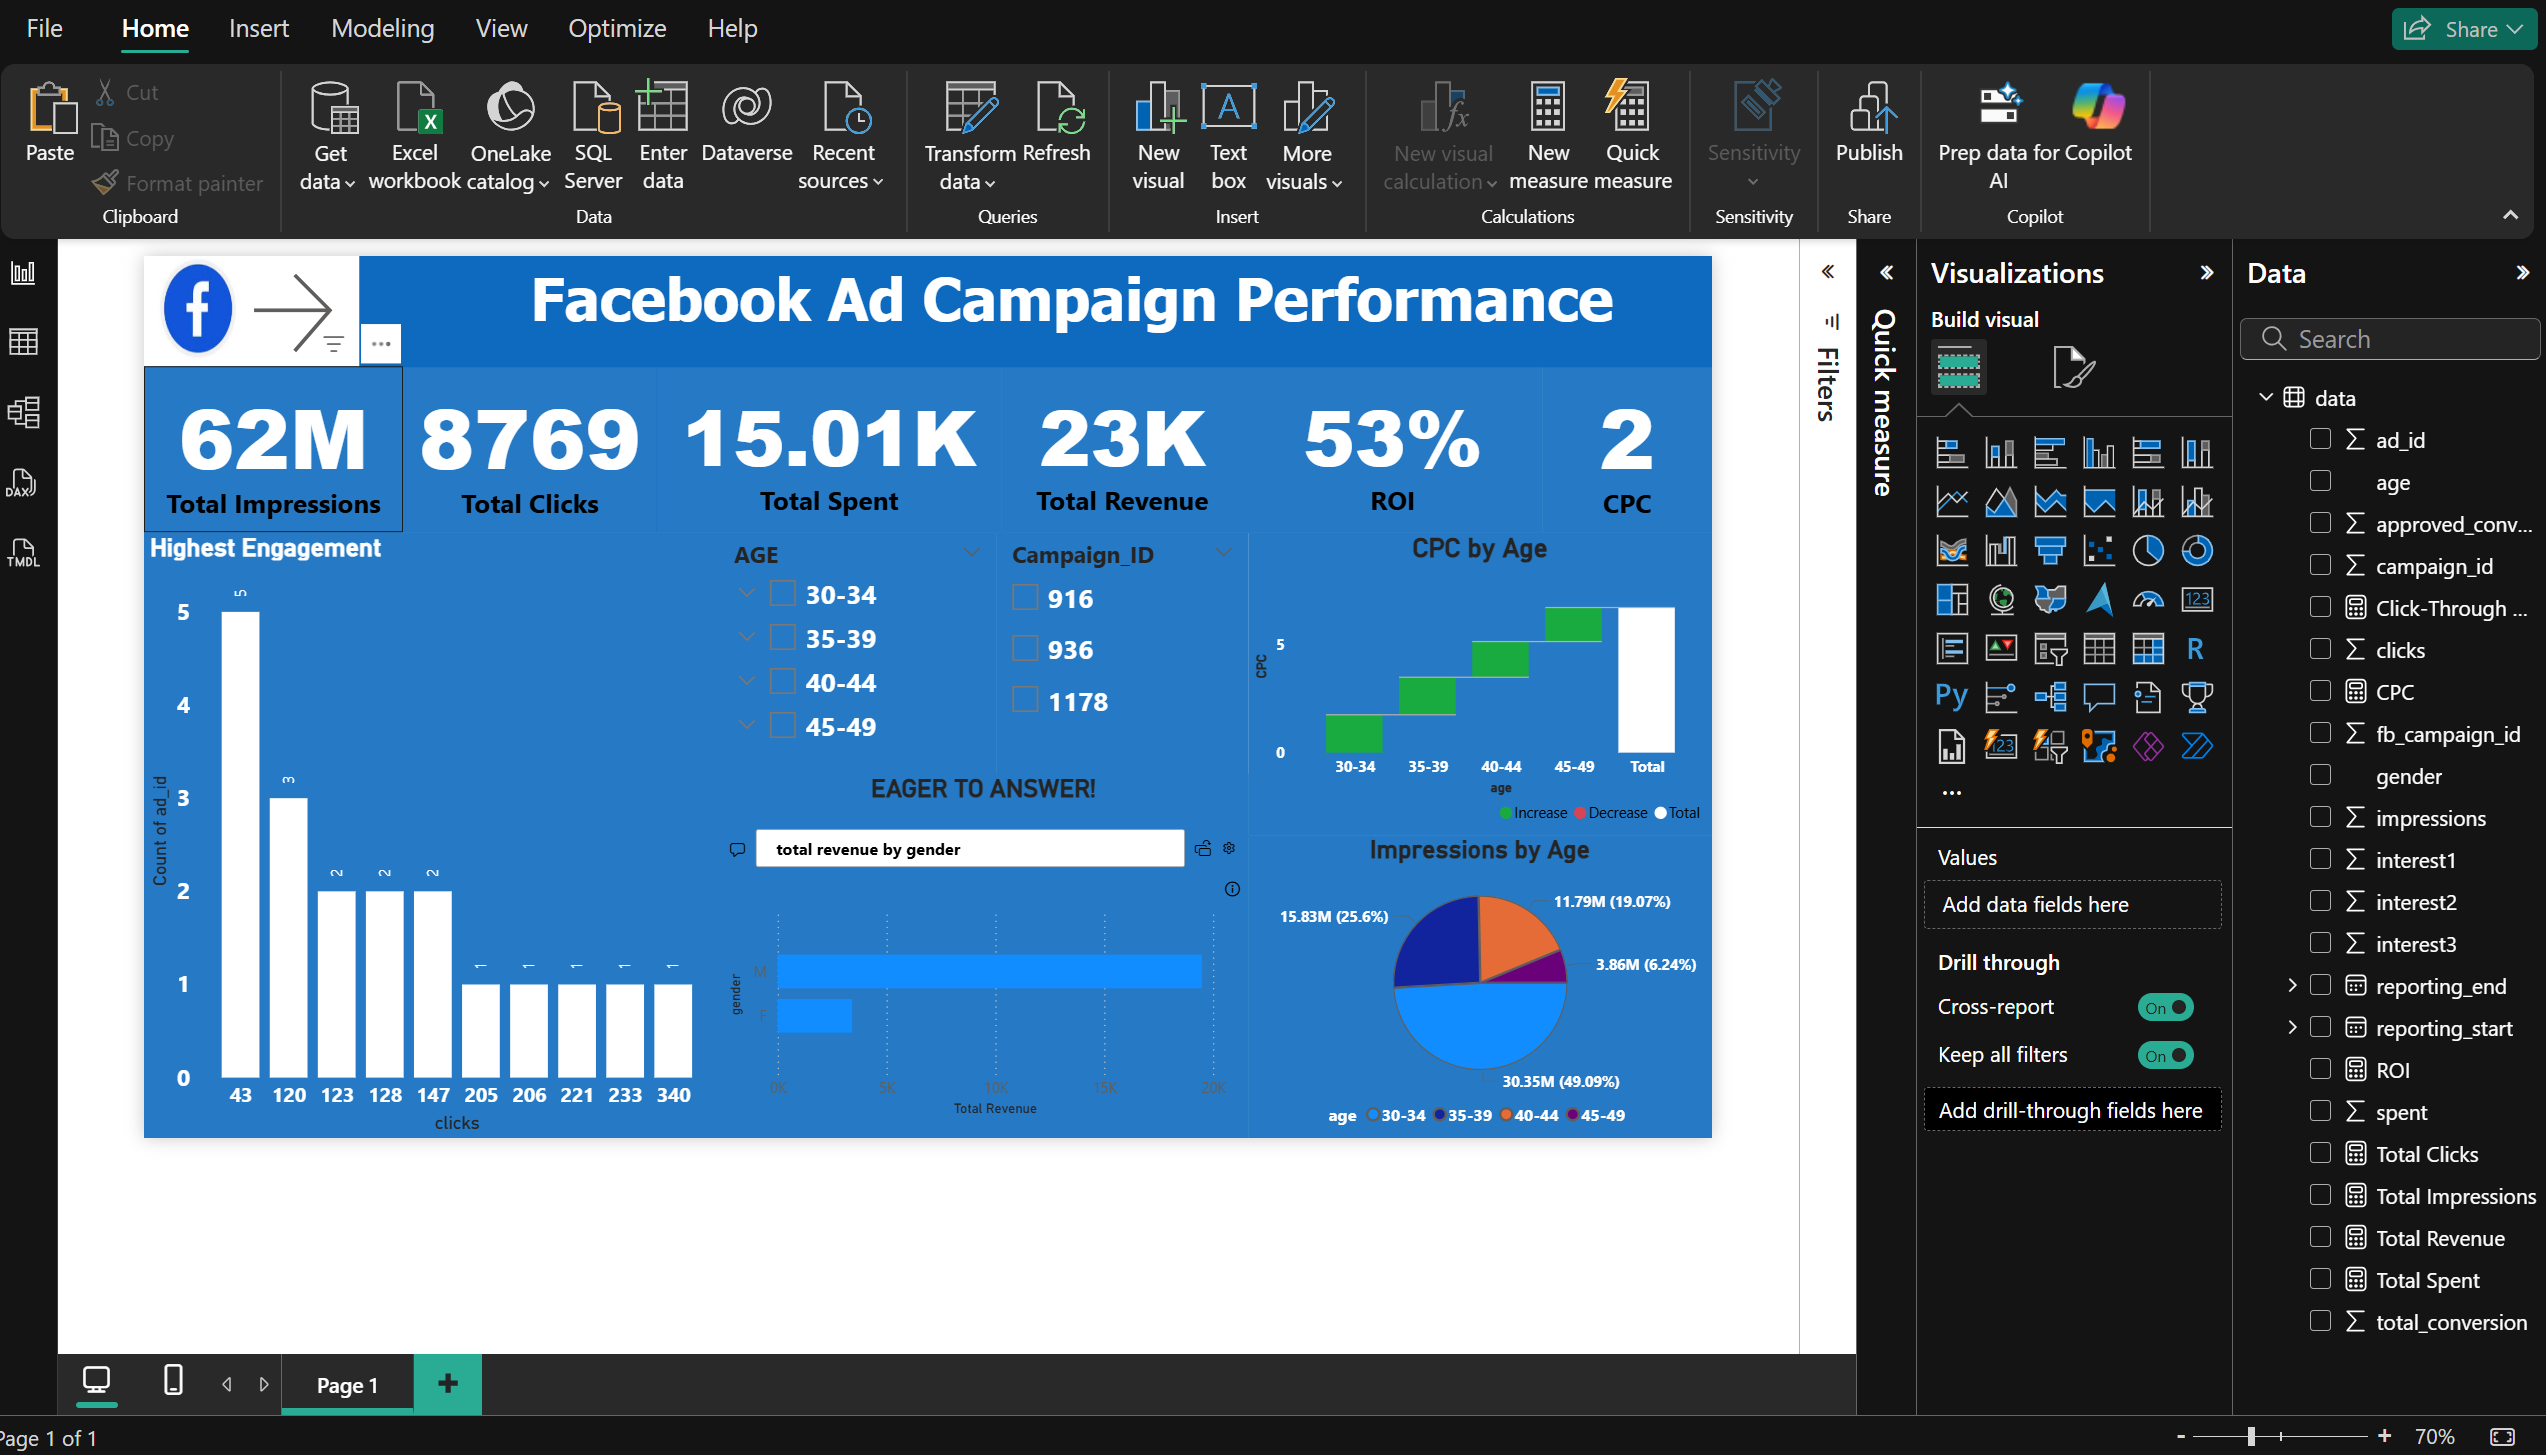 File Home Insert Modeling View Optimize Help Share
Paste
Cut
Copy
Format painter
Clipboard
Get data
Excel workbook
OneLake catalog
SQL Server
Enter data
Dataverse
Recent sources
Data
Transform data
Refresh
Queries
New visual
Text box
More visuals
Insert
New visual calculation
New measure
Quick measure
Calculations
Sensitivity
Sensitivity
Publish
Share
Prep data for AI
Copilot
Copilot
DAX
TMDL
Facebook Ad Campaign Performance
62M
Total Impressions
8769
Total Clicks
15.01K
Total Spent
23K
Total Revenue
53%
ROI
2
CPC
Highest Engagement
Count of ad_id
5
4
3
2
1
0
5 3 2 2 2 1 1 1 1 1
43 120 123 128 147 205 206 221 233 340
clicks
AGE
30-34
35-39
40-44
45-49
Campaign_ID
916
936
1178
EAGER TO ANSWER!
total revenue by gender
gender
M
F
0K 5K 10K 15K 20K
Total Revenue
CPC by Age
CPC
5
0
30-34 35-39 40-44 45-49 Total
age
Increase Decrease Total
Impressions by Age
15.83M (25.6%)
11.79M (19.07%)
3.86M (6.24%)
30.35M (49.09%)
age 30-34 35-39 40-44 45-49
Filters
Quick measure
Visualizations
Build visual
123
R
Py
123
...
Values
Add data fields here
Drill through
Cross-report On
Keep all filters On
Add drill-through fields here
Data
Search
data
ad_id
age
approved_conv...
campaign_id
Click-Through ...
clicks
CPC
fb_campaign_id
gender
impressions
interest1
interest2
interest3
reporting_end
reporting_start
ROI
spent
Total Clicks
Total Impressions
Total Revenue
Total Spent
total_conversion
Page 1
Page 1 of 1
- + 70%